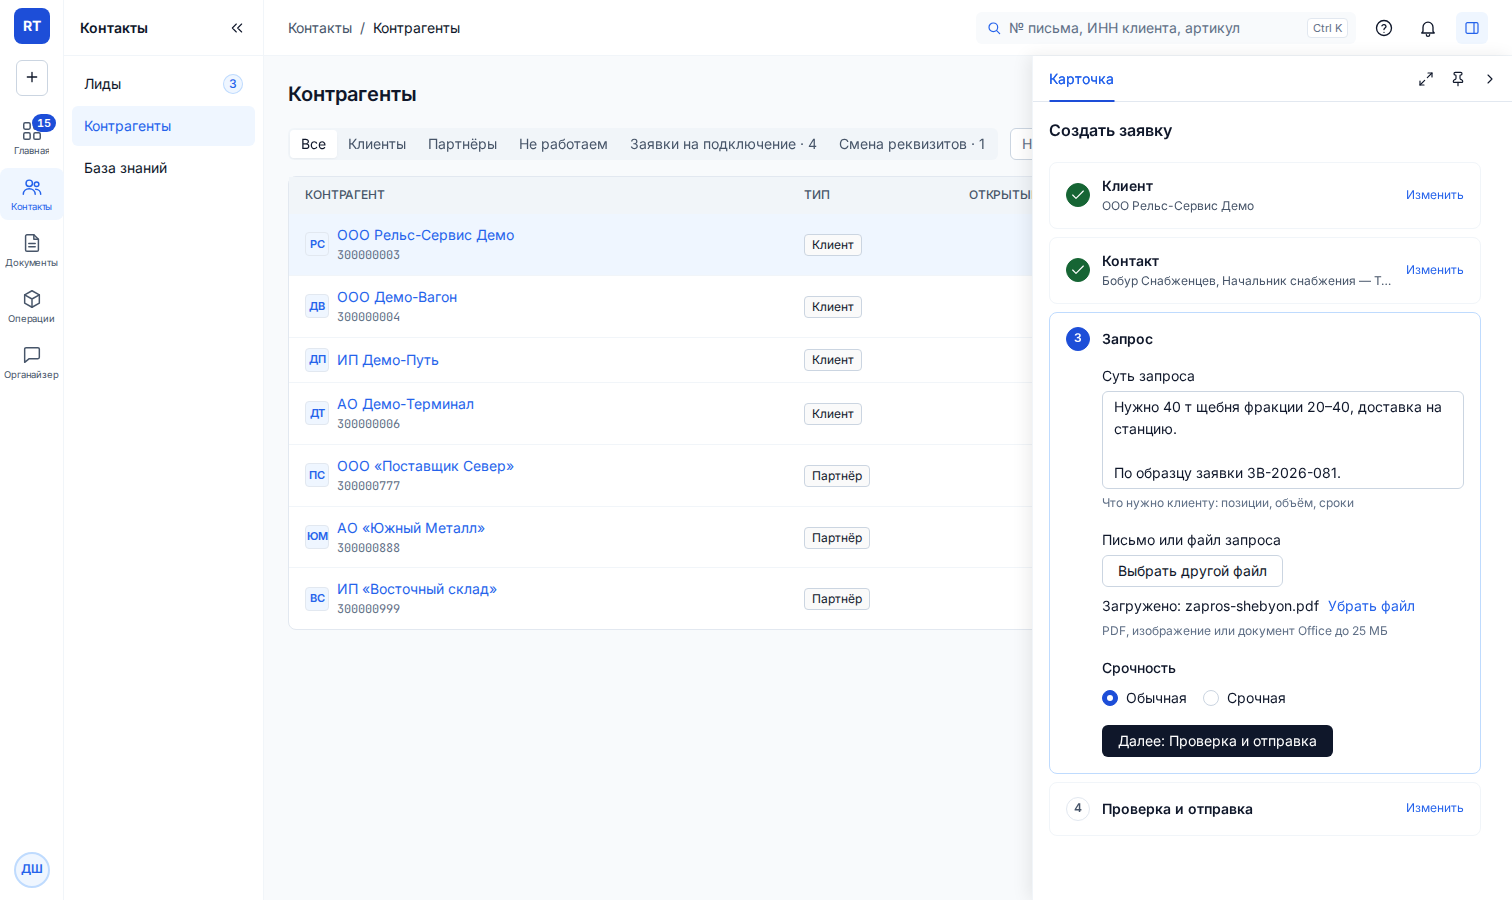 RT
Контакты
Контакты / Контрагенты
№ письма, ИНН клиента, артикул
Ctrl K
15
Главная
Контакты
Документы
Операции
Органайзер
ДШ
Лиды
3
Контрагенты
База знаний
Контрагенты
Все
Клиенты
Партнёры
Не работаем
Заявки на подключение · 4
Смена реквизитов · 1
КОНТРАГЕНТ
ТИП
РС
ООО Рельс-Сервис Демо
300000003
Клиент
ДВ
ООО Демо-Вагон
300000004
Клиент
ДП
ИП Демо-Путь
Клиент
ДТ
АО Демо-Терминал
300000006
Клиент
ПС
ООО «Поставщик Север»
300000777
Партнёр
ЮМ
АО «Южный Металл»
300000888
Партнёр
ВС
ИП «Восточный склад»
300000999
Партнёр
Карточка
Создать заявку
Клиент
ООО Рельс-Сервис Демо
Изменить
Контакт
Бобур Снабженцев, Начальник снабжения — Т...
Изменить
3
Запрос
Суть запроса
Нужно 40 т щебня фракции 20–40, доставка на
станцию.
По образцу заявки ЗВ-2026-081.
Что нужно клиенту: позиции, объём, сроки
Письмо или файл запроса
Выбрать другой файл
Загружено: zapros-shebyon.pdf Убрать файл
PDF, изображение или документ Office до 25 МБ
Срочность
Обычная
Срочная
Далее: Проверка и отправка
4
Проверка и отправка
Изменить